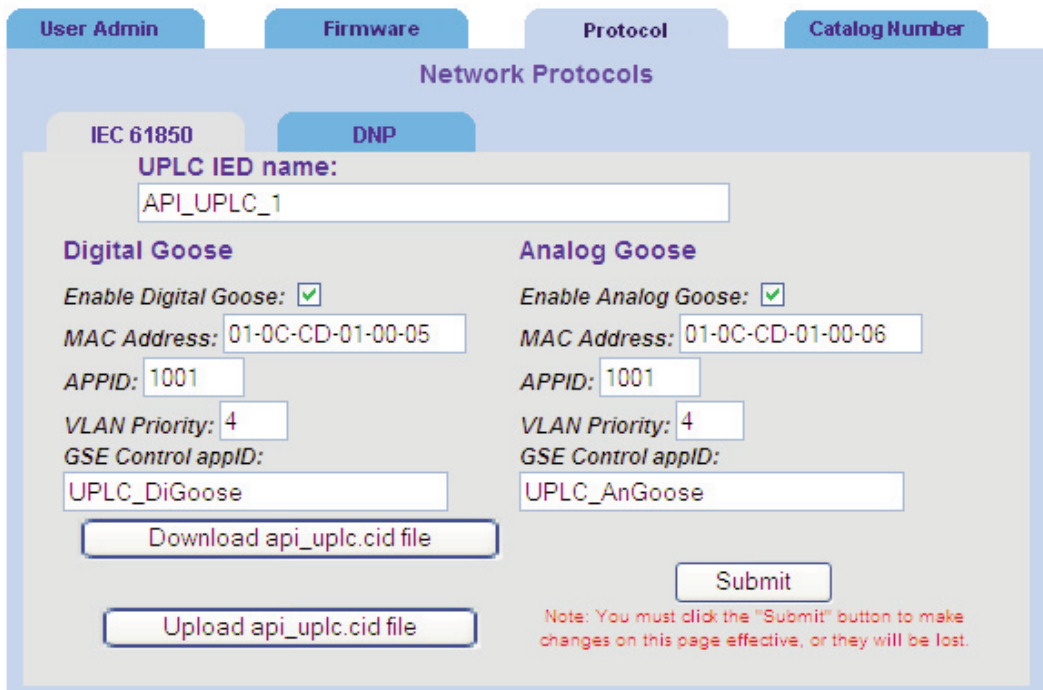 User Admin
Firmware
Protocol
Catalog Number
Network Protocols
IEC 61850
DNP
UPLC IED name:
API_UPLC_1
Digital Goose
Enable Digital Goose:
MAC Address: 01-0C-CD-01-00-05
APPID: 1001
VLAN Priority: 4
GSE Control appID:
UPLC_DiGoose
Download api_uplc.cid file
Upload api_uplc.cid file
Analog Goose
Enable Analog Goose:
MAC Address: 01-0C-CD-01-00-06
APPID: 1001
VLAN Priority: 4
GSE Control appID:
UPLC_AnGoose
Submit
Note: You must click the "Submit" button to make
changes on this page effective, or they will be lost.